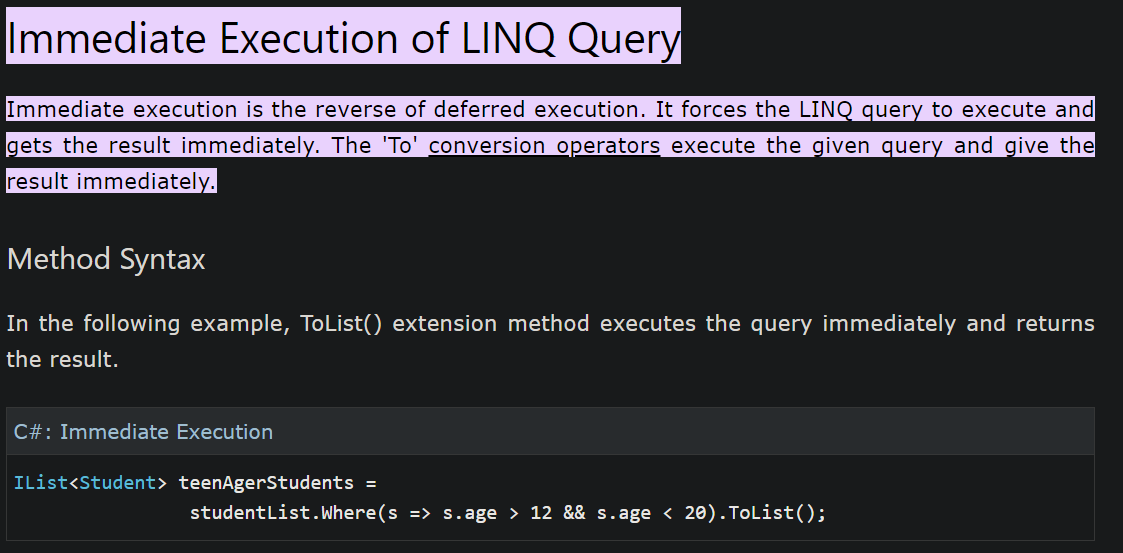 Immediate Execution of LINQ Query
Immediate execution is the reverse of deferred execution. It forces the LINQ query to execute and
gets the result immediately. The 'To' conversion operators execute the given query and give the
result immediately.
Method Syntax
In the following example, ToList() extension method executes the query immediately and returns
the result.
C#: Immediate Execution
IList<Student> teenAgerStudents =
studentList.Where(s => s.age > 12 && s.age < 20).ToList();